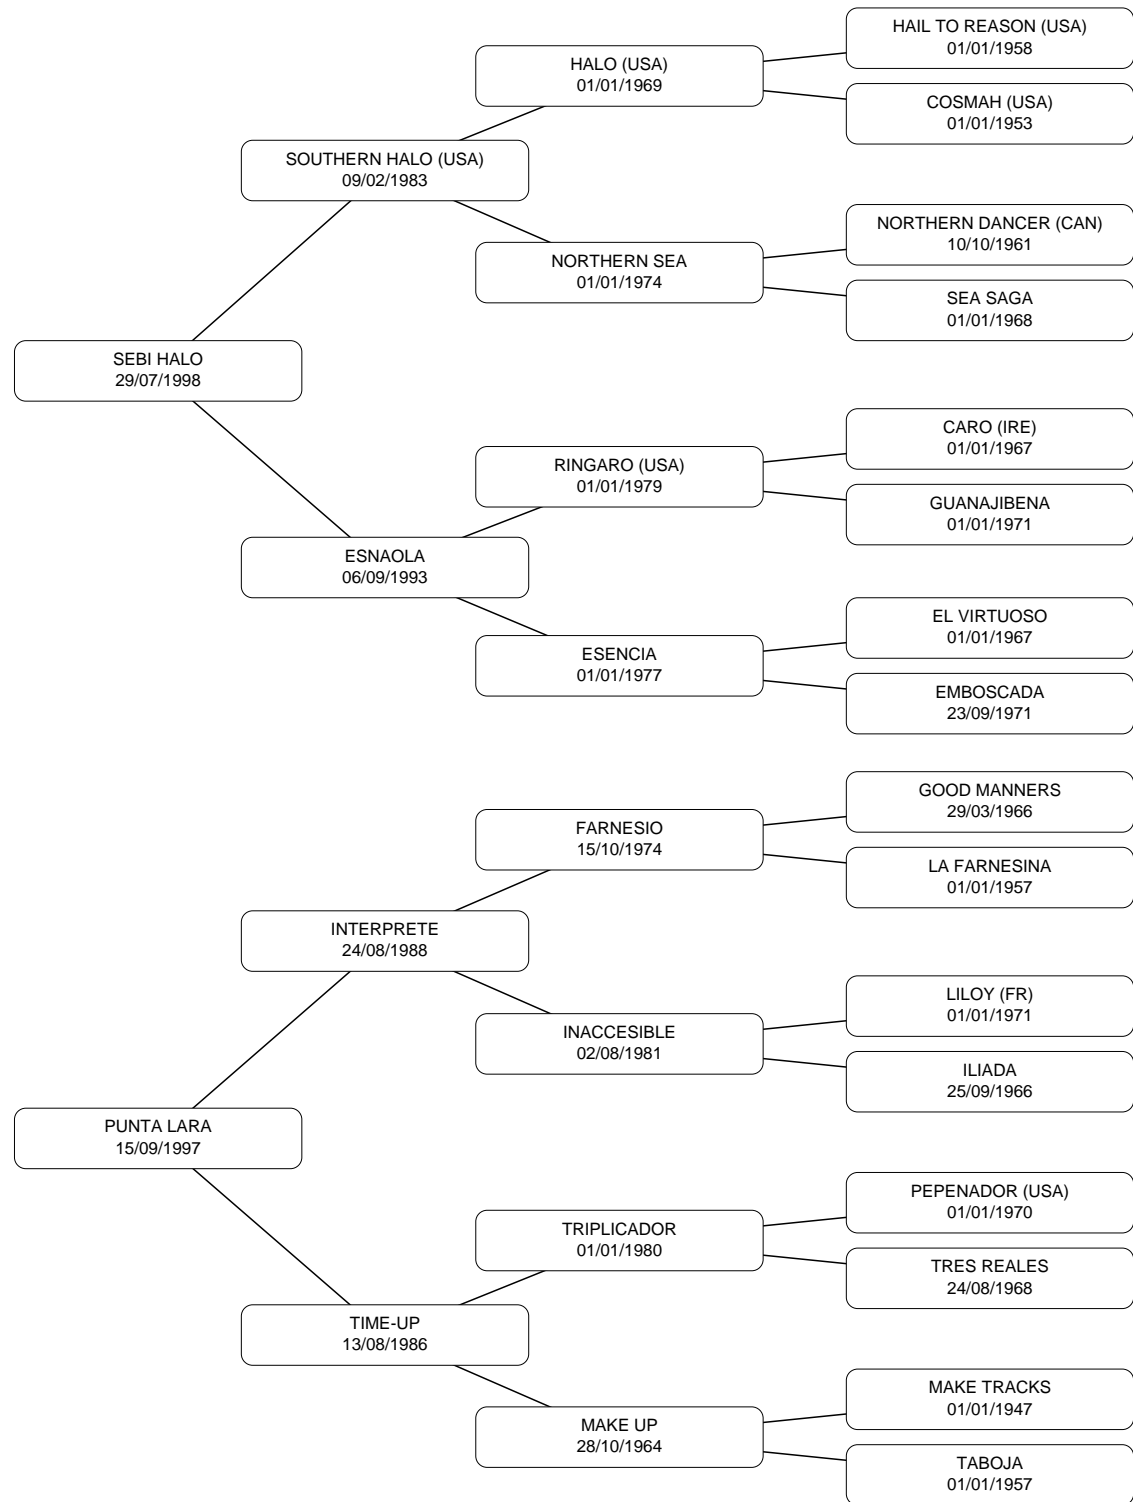 HAIL TO REASON (USA)
01/01/1958
HALO (USA)
01/01/1969
COSMAH (USA)
01/01/1953
SOUTHERN HALO (USA)
09/02/1983
NORTHERN DANCER (CAN)
10/10/1961
NORTHERN SEA
01/01/1974
SEA SAGA
01/01/1968
SEBI HALO
29/07/1998
CARO (IRE)
01/01/1967
RINGARO (USA)
01/01/1979
GUANAJIBENA
01/01/1971
ESNAOLA
06/09/1993
EL VIRTUOSO
01/01/1967
ESENCIA
01/01/1977
EMBOSCADA
23/09/1971
GOOD MANNERS
29/03/1966
FARNESIO
15/10/1974
LA FARNESINA
01/01/1957
INTERPRETE
24/08/1988
LILOY (FR)
01/01/1971
INACCESIBLE
02/08/1981
ILIADA
25/09/1966
PUNTA LARA
15/09/1997
PEPENADOR (USA)
01/01/1970
TRIPLICADOR
01/01/1980
TRES REALES
24/08/1968
TIME-UP
13/08/1986
MAKE TRACKS
01/01/1947
MAKE UP
28/10/1964
TABOJA
01/01/1957